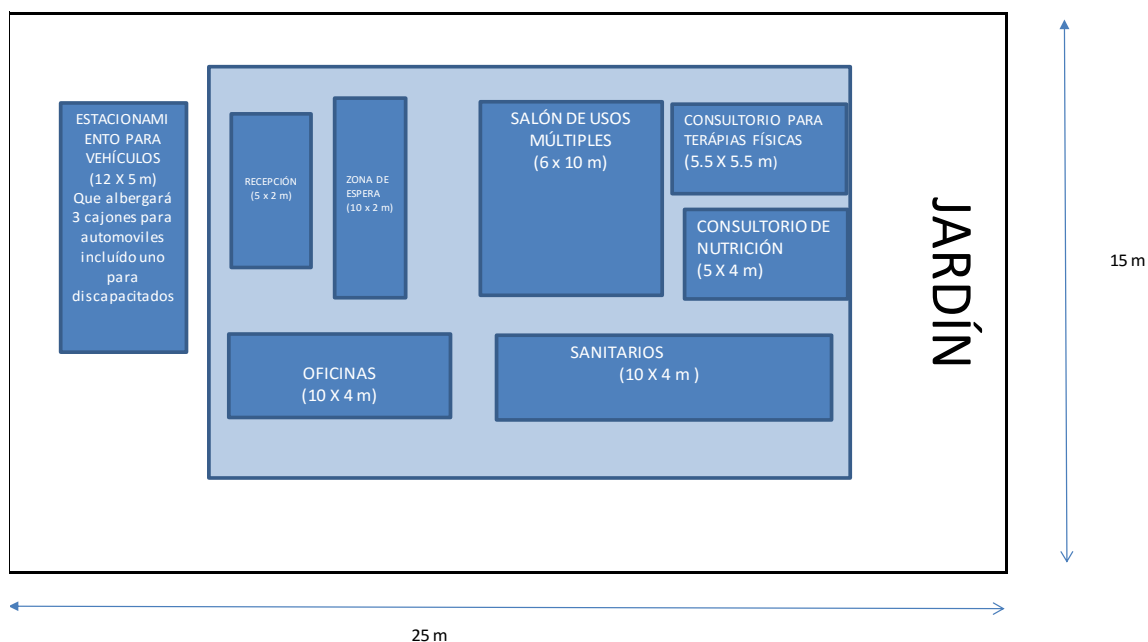 ESTACIONAMI
ENTO PARA
VEHÍCULOS
(12 X 5 m)
Que albergará
3 cajones para
automoviles
incluído uno
para
discapacitados
RECEPCIÓN
(5 x 2 m)
ZONA DE
ESPERA
(10 x 2 m)
SALÓN DE USOS
MÚLTIPLES
(6 x 10 m)
CONSULTORIO PARA
TERÁPIAS FÍSICAS
(5.5 X 5.5 m)
CONSULTORIO DE
NUTRICIÓN
(5 X 4 m)
JARDÍN
15 m
OFICINAS
(10 X 4 m)
SANITARIOS
(10 X 4 m )
25 m